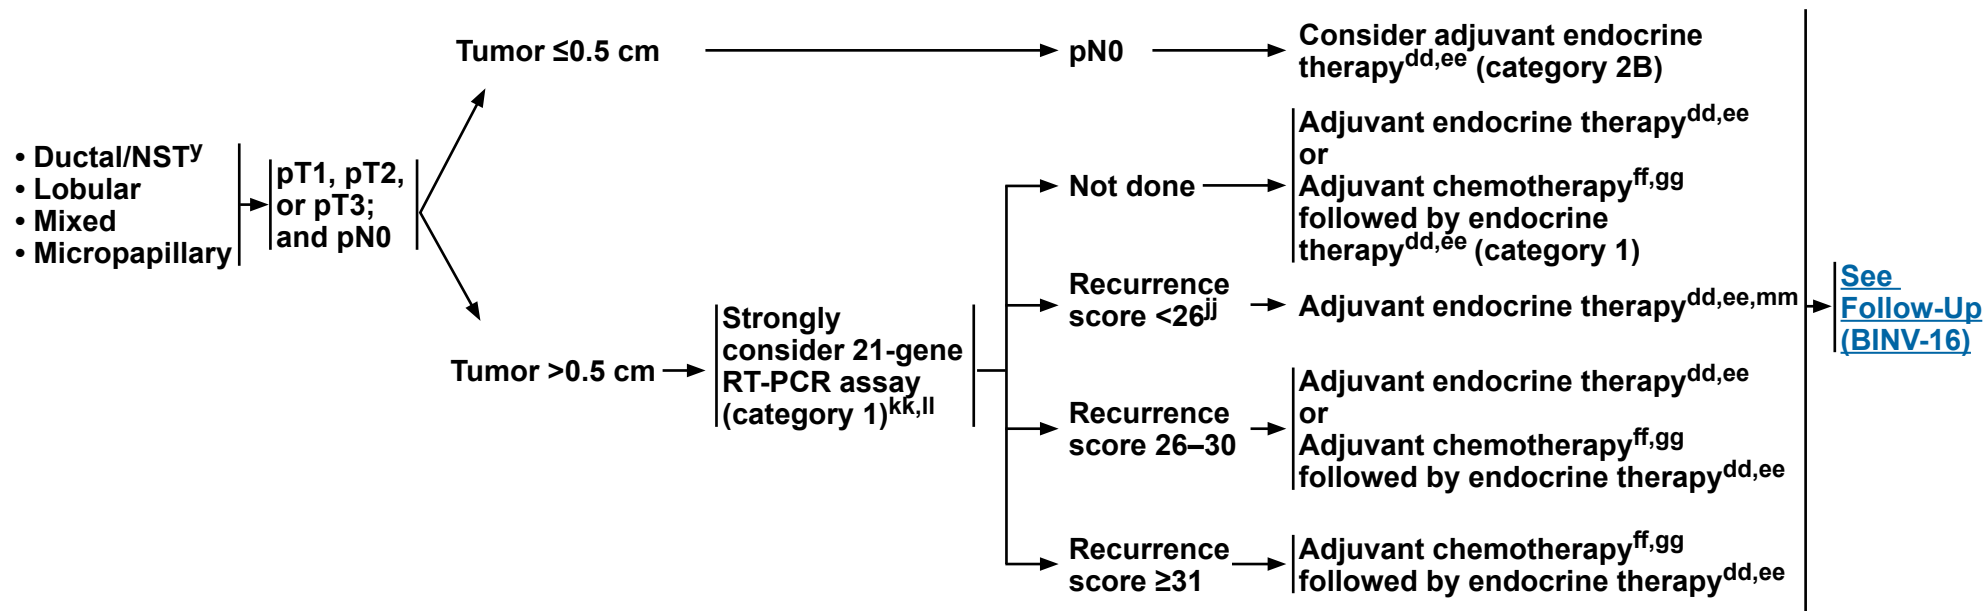 • Ductal/NSTy
• Lobular
• Mixed
• Micropapillary
pT1, pT2,
or pT3;
and pN0
Tumor ≤0.5 cm
pN0
Consider adjuvant endocrine
therapydd,ee (category 2B)
Tumor >0.5 cm
Strongly
consider 21-gene
RT-PCR assay
(category 1)kk,ll
Not done
Adjuvant endocrine therapydd,ee
or
Adjuvant chemotherapyff,gg
followed by endocrine
therapydd,ee (category 1)
Recurrence
score <26jj
Adjuvant endocrine therapydd,ee,mm
Recurrence
score 26–30
Adjuvant endocrine therapydd,ee
or
Adjuvant chemotherapyff,gg
followed by endocrine therapydd,ee
Recurrence
score ≥31
Adjuvant chemotherapyff,gg
followed by endocrine therapydd,ee
See
Follow-Up
(BINV-16)